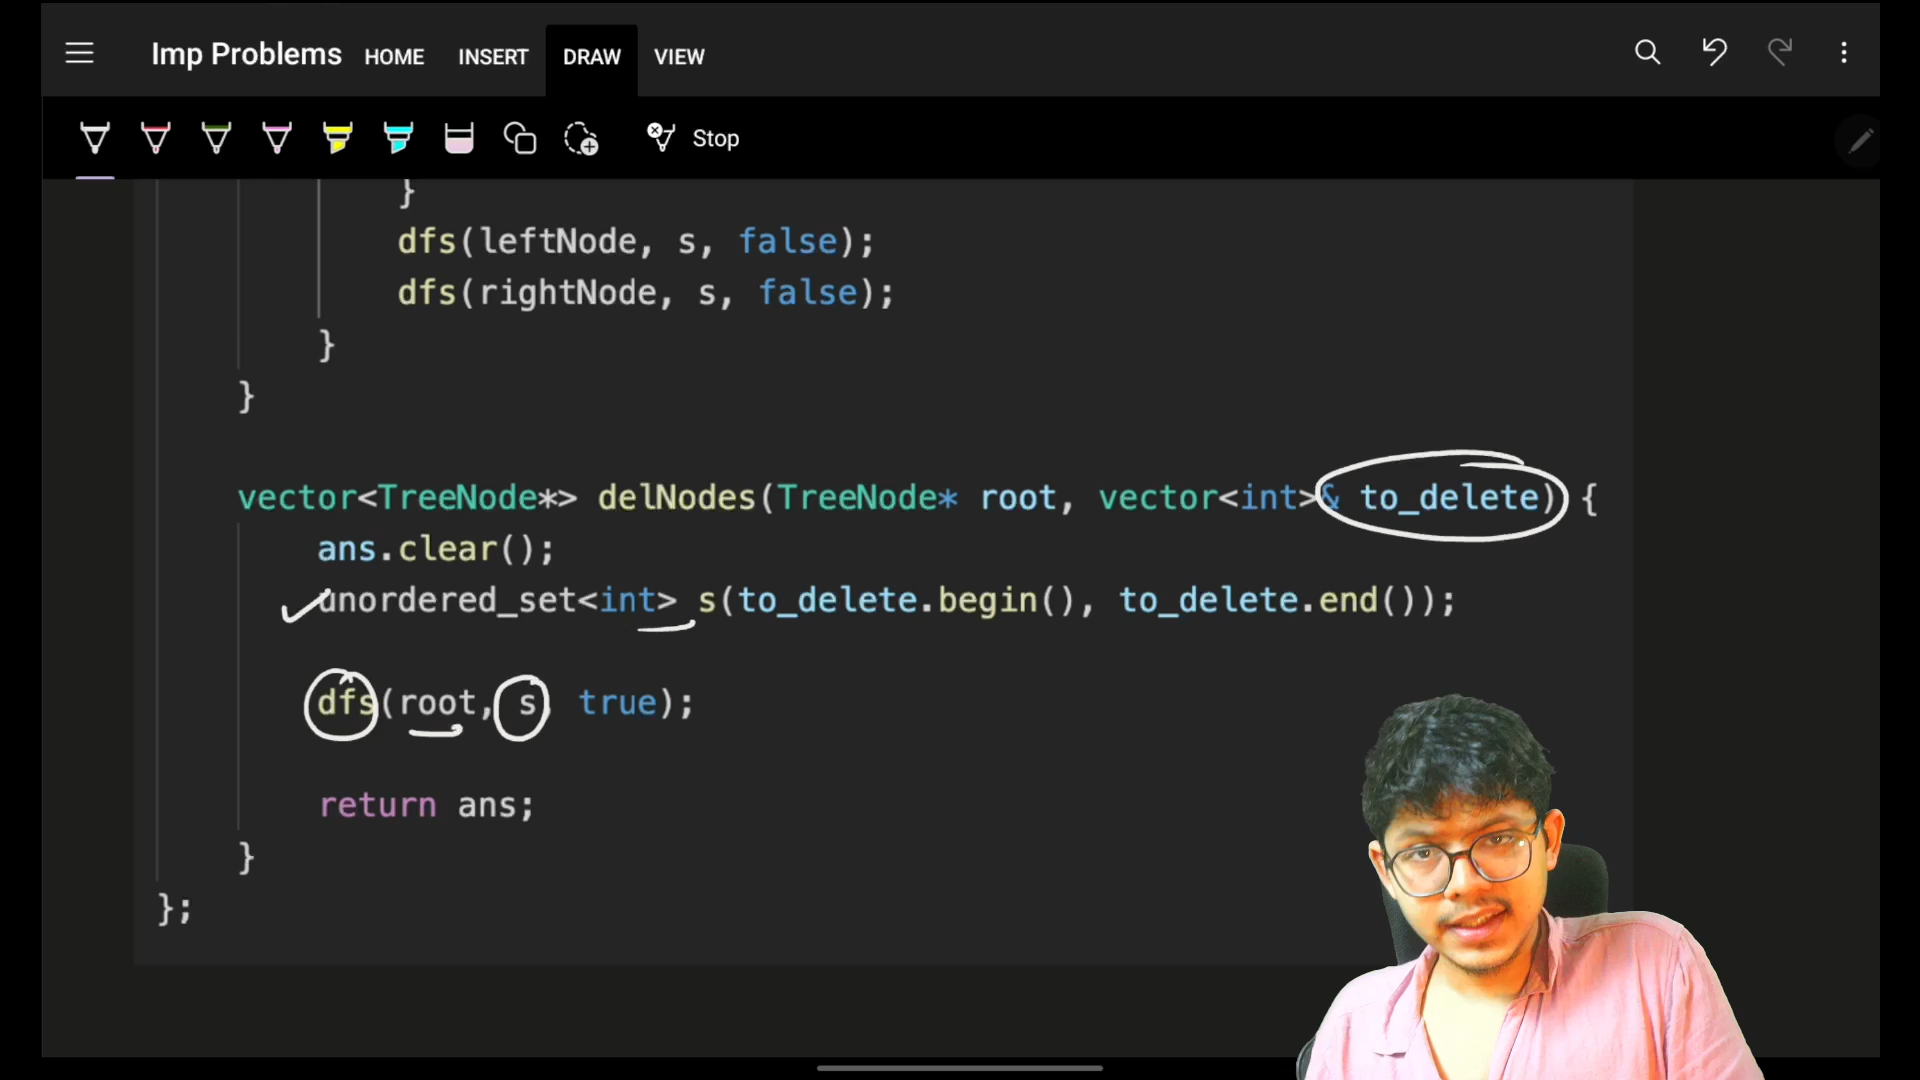 Imp Problems HOME INSERT DRAW VIEW
Stop
}
dfs(leftNode, s, false);
dfs(rightNode, s, false);
}
}
vector<TreeNode*> delNodes(TreeNode* root, vector<int>& to_delete) {
ans.clear();
unordered_set<int> s(to_delete.begin(), to_delete.end());
dfs(root, s, true);
return ans;
}
};